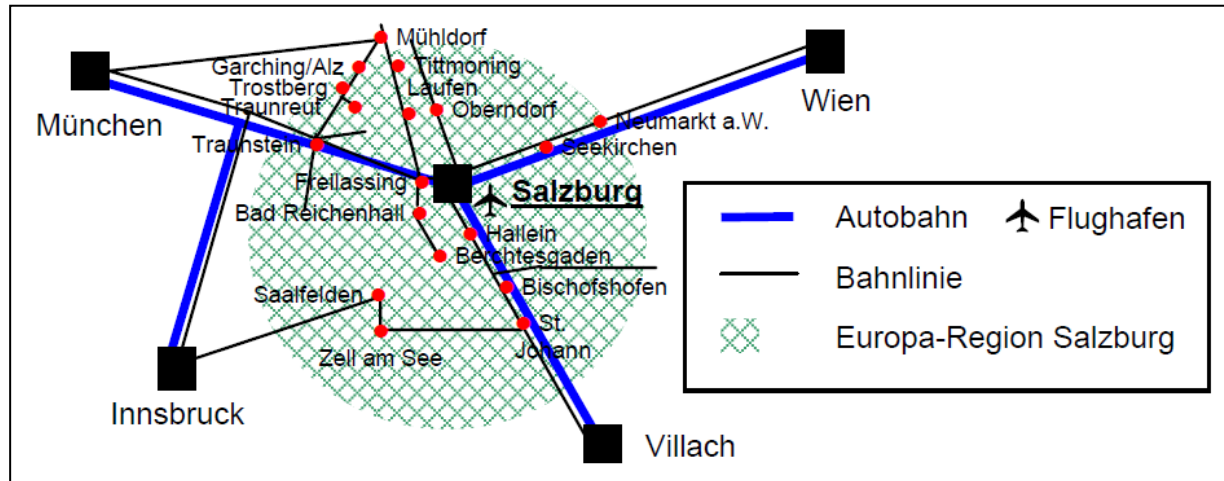 Mühldorf
Garching/Alz
Tittmoning
Trostberg
Laufen
Traunreut
Oberndorf
Wien
München
Neumarkt a.W.
Traunstein
Seekirchen
Freilassing
Salzburg
Bad Reichenhall
Hallein
Berchtesgaden
Saalfelden
Bischofshofen
St.
Johann
Zell am See
Innsbruck
Villach
Autobahn
Flughafen
Bahnlinie
Europa-Region Salzburg